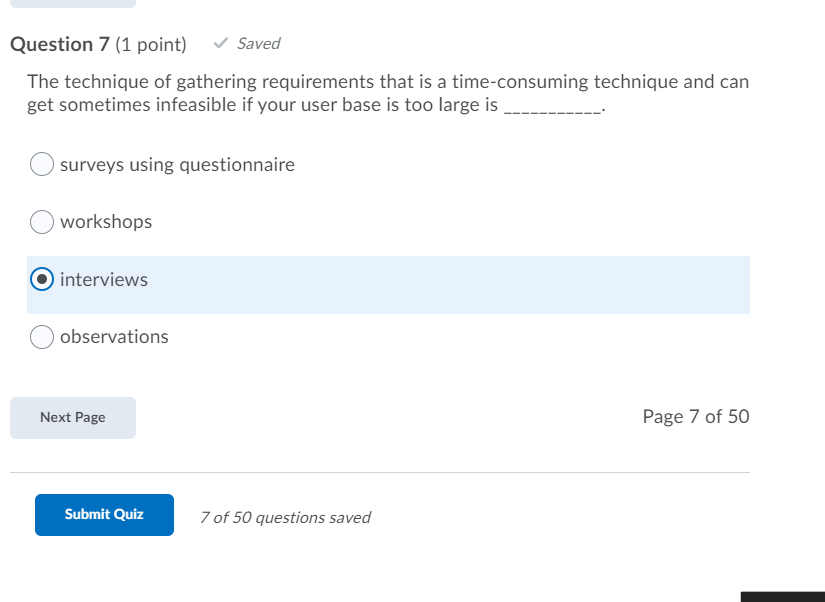 Question 7 (1 point) ✓ Saved
The technique of gathering requirements that is a time-consuming technique and can
get sometimes infeasible if your user base is too large is ___________.
surveys using questionnaire
workshops
interviews
observations
Next Page
Page 7 of 50
Submit Quiz
7 of 50 questions saved